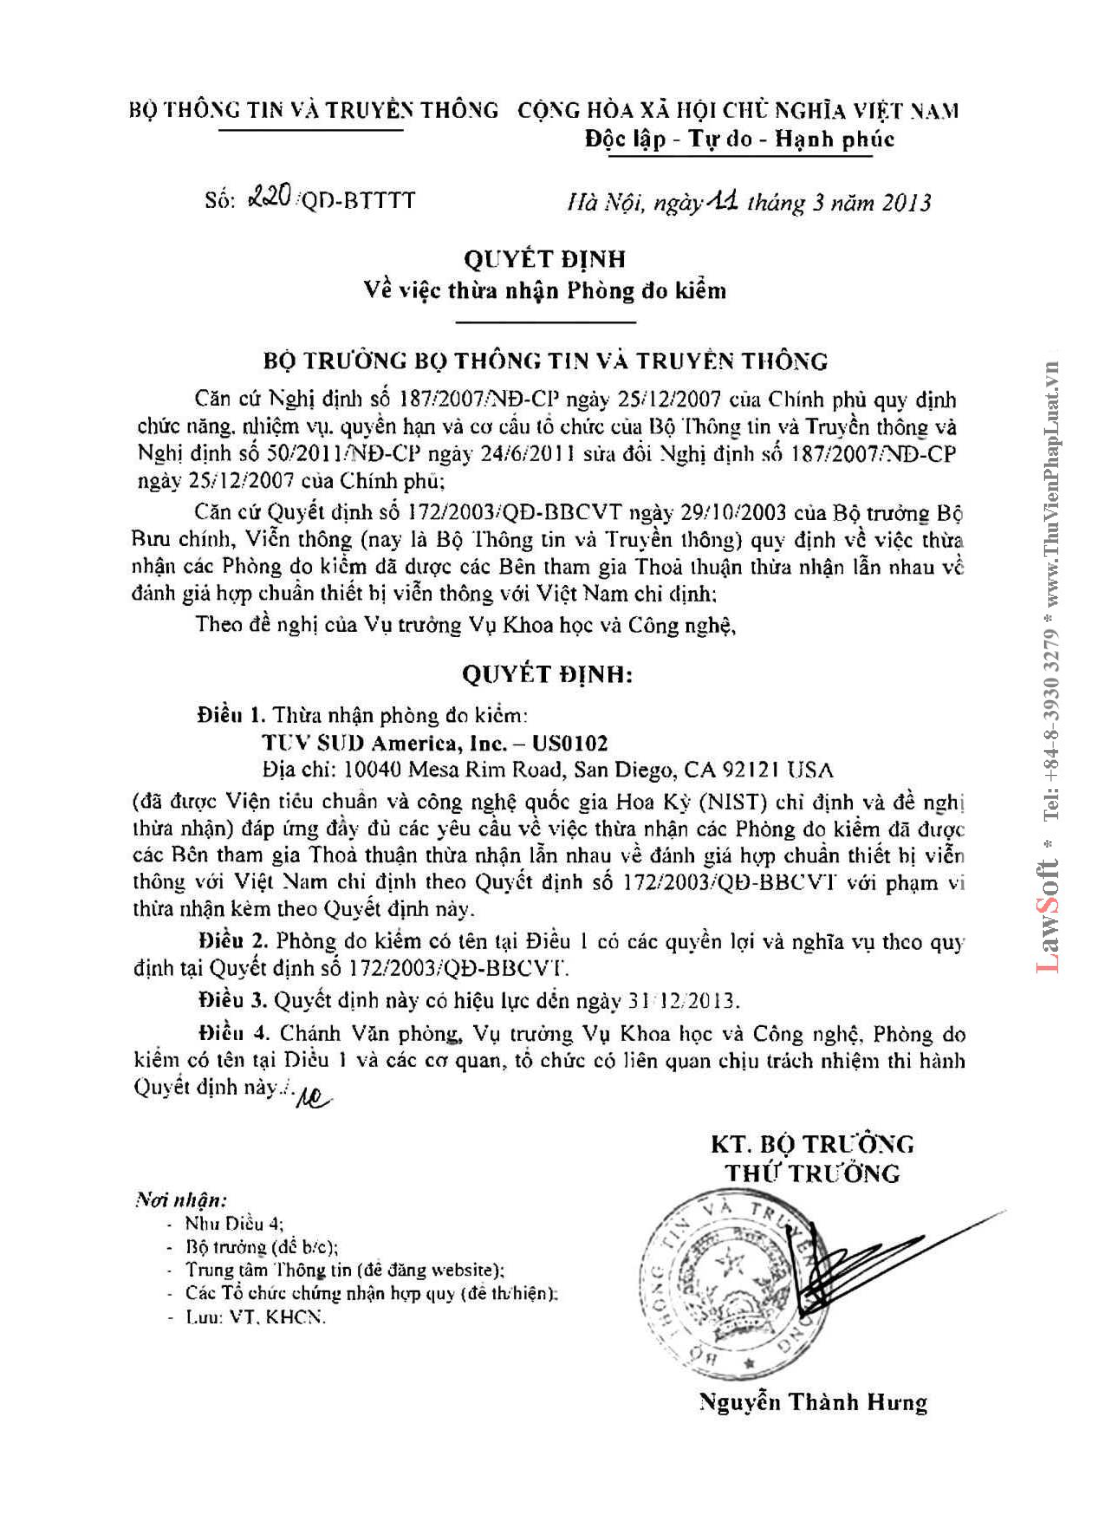 BỘ THÔNG TIN VÀ TRUYỀN THÔNG
CỘNG HÒA XÃ HỘI CHỦ NGHĨA VIỆT NAM
Độc lập - Tự do - Hạnh phúc
Số: 220/QD-BTTTT
Hà Nội, ngày 11 tháng 3 năm 2013
QUYẾT ĐỊNH
Về việc thừa nhận Phòng đo kiểm
BỘ TRƯỞNG BỘ THÔNG TIN VÀ TRUYỀN THÔNG
Căn cứ Nghị định số 187/2007/NĐ-CP ngày 25/12/2007 của Chính phủ quy định
chức năng, nhiệm vụ, quyền hạn và cơ cấu tổ chức của Bộ Thông tin và Truyền thông và
Nghị định số 50/2011/NĐ-CP ngày 24/6/2011 sửa đổi Nghị định số 187/2007/NĐ-CP
ngày 25/12/2007 của Chính phủ;
Căn cứ Quyết định số 172/2003/QĐ-BBCVT ngày 29/10/2003 của Bộ trưởng Bộ
Bưu chính, Viễn thông (nay là Bộ Thông tin và Truyền thông) quy định về việc thừa
nhận các Phòng đo kiểm đã được các Bên tham gia Thoả thuận thừa nhận lẫn nhau về
đánh giá hợp chuẩn thiết bị viễn thông với Việt Nam chỉ định;
Theo đề nghị của Vụ trưởng Vụ Khoa học và Công nghệ,
QUYẾT ĐỊNH:
Điều 1. Thừa nhận phòng đo kiểm:
TUV SUD America, Inc. – US0102
Địa chỉ: 10040 Mesa Rim Road, San Diego, CA 92121 USA
(đã được Viện tiêu chuẩn và công nghệ quốc gia Hoa Kỳ (NIST) chỉ định và đề nghị
thừa nhận) đáp ứng đầy đủ các yêu cầu về việc thừa nhận các Phòng đo kiểm đã được
các Bên tham gia Thoả thuận thừa nhận lẫn nhau về đánh giá hợp chuẩn thiết bị viễn
thông với Việt Nam chỉ định theo Quyết định số 172/2003/QĐ-BBCVT với phạm vi
thừa nhận kèm theo Quyết định này.
Điều 2. Phòng đo kiểm có tên tại Điều 1 có các quyền lợi và nghĩa vụ theo quy
định tại Quyết định số 172/2003/QĐ-BBCVT.
Điều 3. Quyết định này có hiệu lực đến ngày 31/12/2013.
Điều 4. Chánh Văn phòng, Vụ trưởng Vụ Khoa học và Công nghệ, Phòng đo
kiểm có tên tại Điều 1 và các cơ quan, tổ chức có liên quan chịu trách nhiệm thi hành
Quyết định này./.
KT. BỘ TRƯỞNG
THỨ TRƯỞNG
BỘ THÔNG TIN VÀ TRUYỀN THÔNG
Nguyễn Thành Hưng
Nơi nhận:
- Như Điều 4;
- Bộ trưởng (để b/c);
- Trung tâm Thông tin (để đăng website);
- Các Tổ chức chứng nhận hợp quy (để th/hiện);
- Lưu: VT, KHCN.
LawSoft * Tel: +84-8-3930 3279 * www.ThuVienPhapLuat.vn